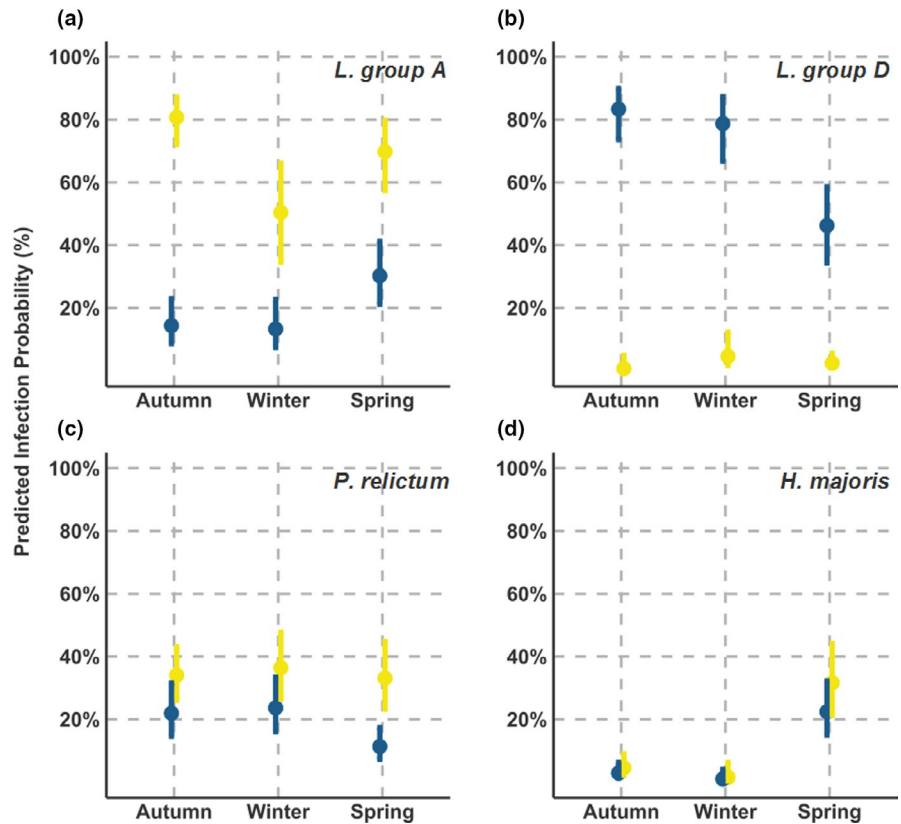 (a)
L. group A
100%
80%
60%
40%
20%
Autumn Winter Spring
(b)
L. group D
100%
80%
60%
40%
20%
Autumn Winter Spring
Predicted Infection Probability (%)
(c)
P. relictum
100%
80%
60%
40%
20%
Autumn Winter Spring
(d)
H. majoris
100%
80%
60%
40%
20%
Autumn Winter Spring